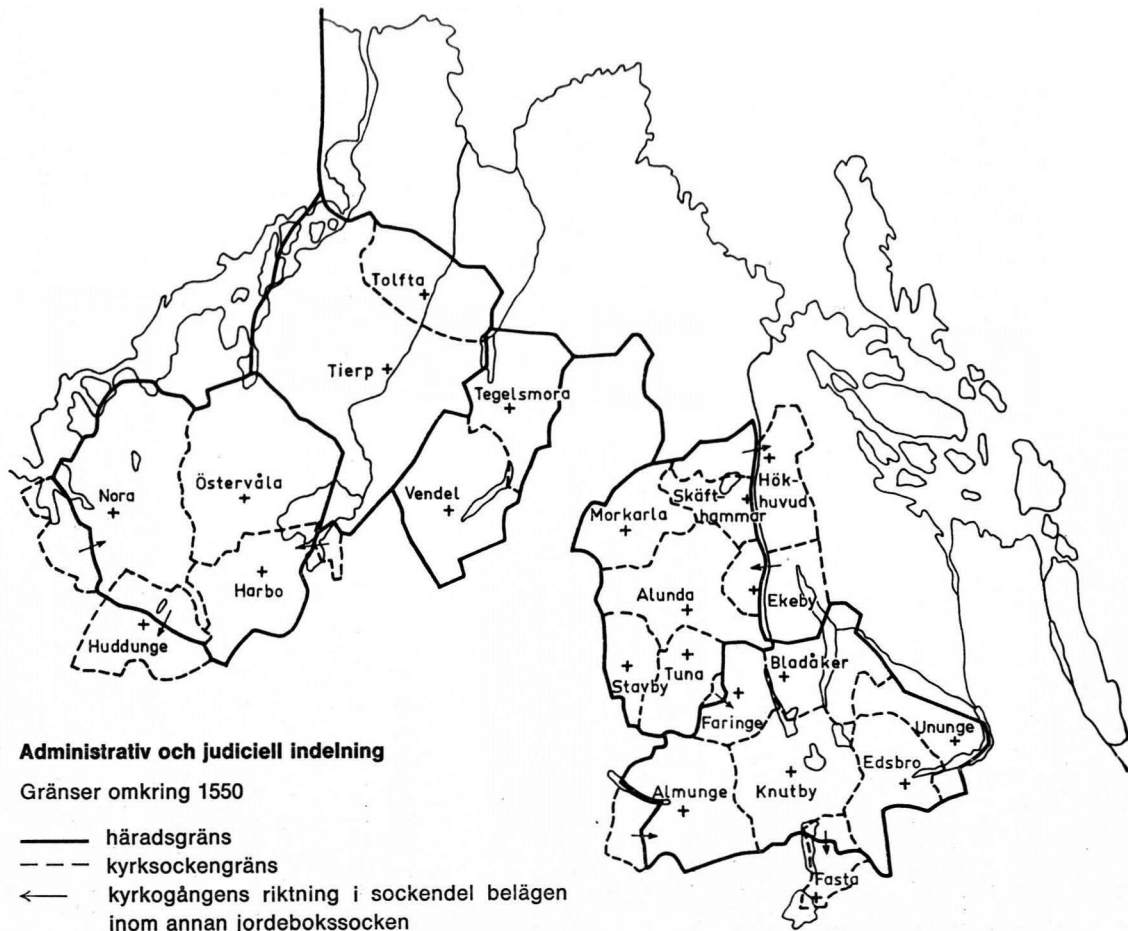 Tolfta
Tierp
Tegelsmora
Nora
Östervåla
Vendel
Hök-
huvud
Skäft-
hammar
Morkarla
Harbo
Alunda
Ekeby
Huddunge
Stavby
Tuna
Bladåker
Faringe
Ununge
Edsbro
Almunge
Knutby
Fasta
Administrativ och judiciell indelning
Gränser omkring 1550
häradsgräns
kyrksockengräns
kyrkogångens riktning i sockendel belägen
inom annan jordebokssocken